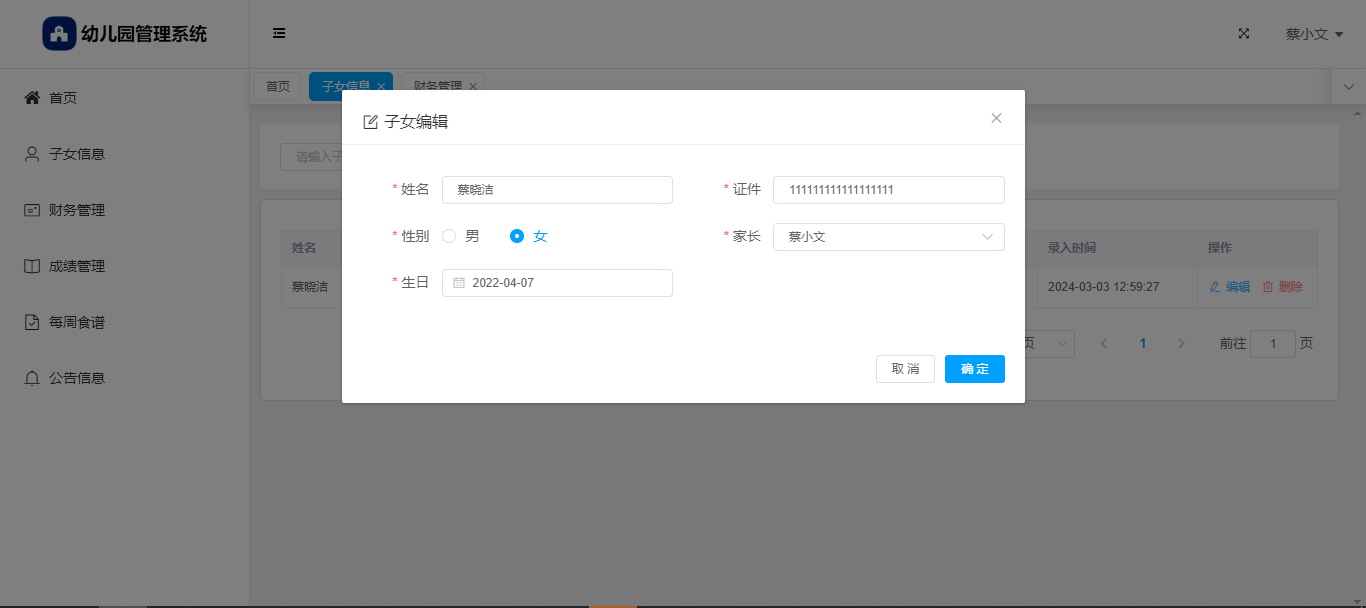 幼儿园管理系统
蔡小文
首页
子女信息
财务管理
成绩管理
每周食谱
公告信息
首页 子女信息 财务管理
请输入子
子女编辑
* 姓名 蔡晓洁
* 证件 111111111111111111
* 性别 男 女
* 家长 蔡小文
* 生日 2022-04-07
取 消 确 定
姓名 录入时间 操作
蔡晓洁 2024-03-03 12:59:27 编辑 删除
页 1 前往 1 页